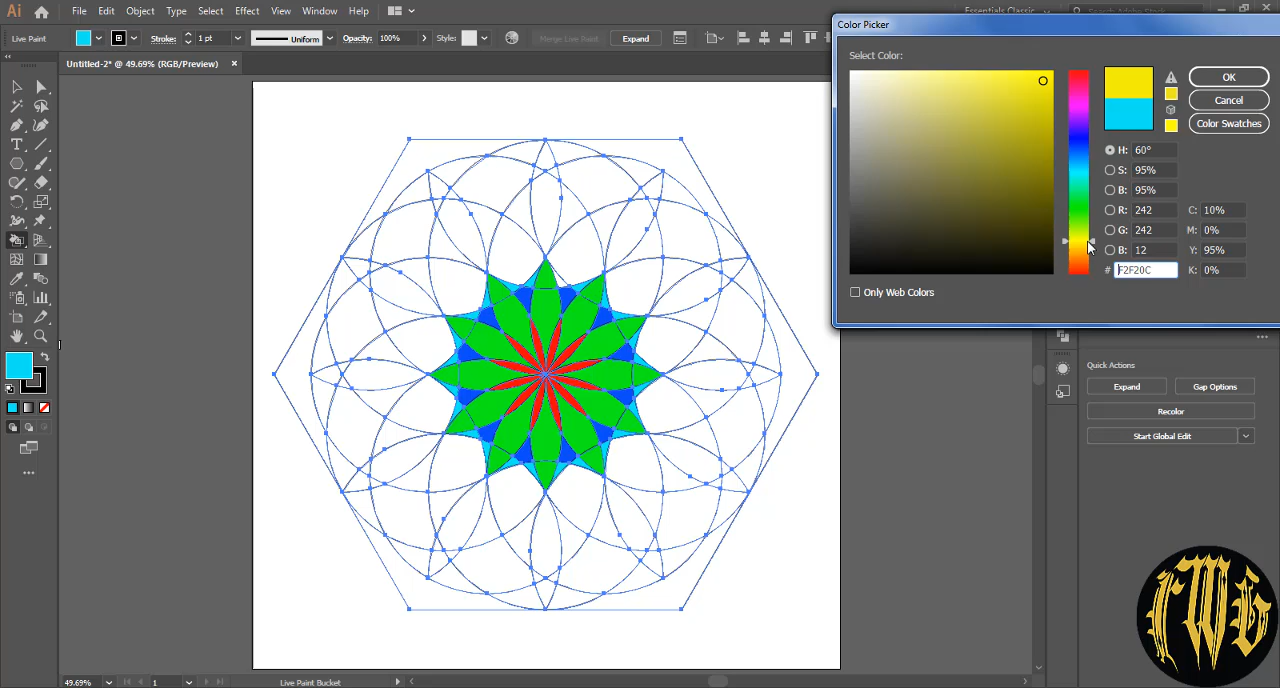 Ai File Edit Object Type Select Effect View Window Help Essentials Classic Search Adobe Stock
Live Paint Stroke: 1 pt Uniform Opacity: 100% Style: Merge Live Paint Expand
Untitled-2* @ 49.69% (RGB/Preview)
Color Picker
Select Color:
OK
Cancel
Color Swatches
H: 60°
S: 95%
B: 95%
R: 242 C: 10%
G: 242 M: 0%
B: 12 Y: 95%
# F2F20C K: 0%
Only Web Colors
Quick Actions
Expand Gap Options
Recolor
Start Global Edit
49.69% 1 Live Paint Bucket